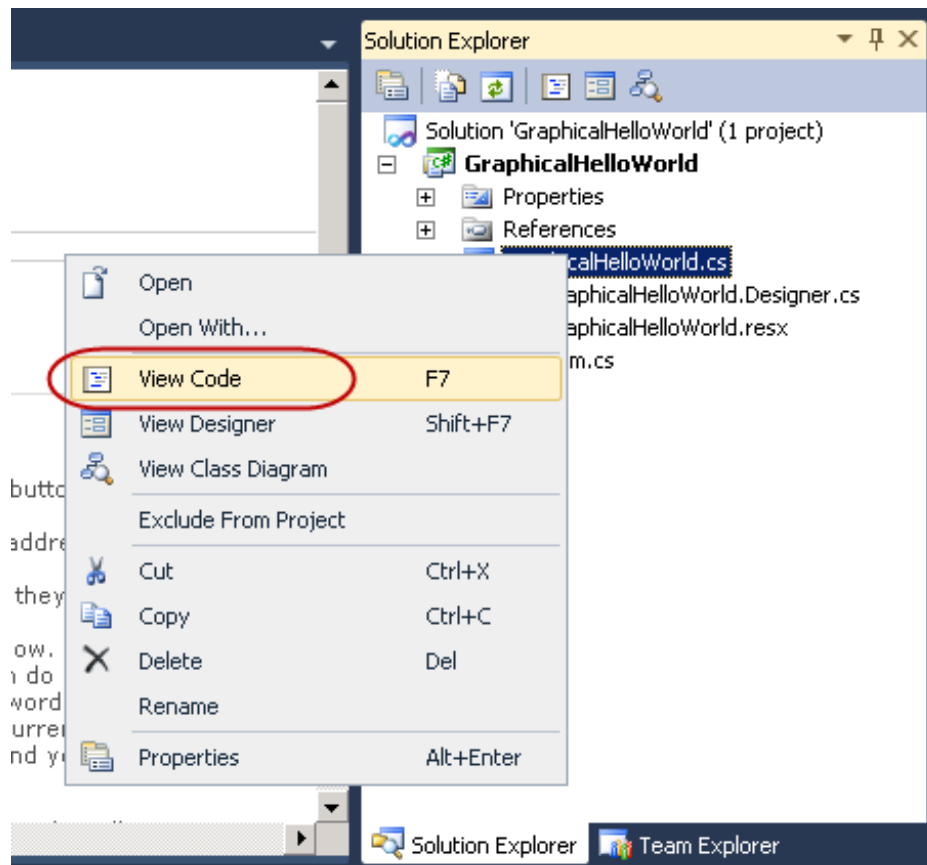 Solution Explorer
Solution 'GraphicalHelloWorld' (1 project)
GraphicalHelloWorld
Properties
References
calHelloWorld.cs
aphicalHelloWorld.Designer.cs
aphicalHelloWorld.resx
m.cs
Open
Open With...
View Code F7
View Designer Shift+F7
View Class Diagram
Exclude From Project
Cut Ctrl+X
Copy Ctrl+C
Delete Del
Rename
Properties Alt+Enter
butto
addre
they
ow.
do
word
urre
nd y
Solution Explorer
Team Explorer